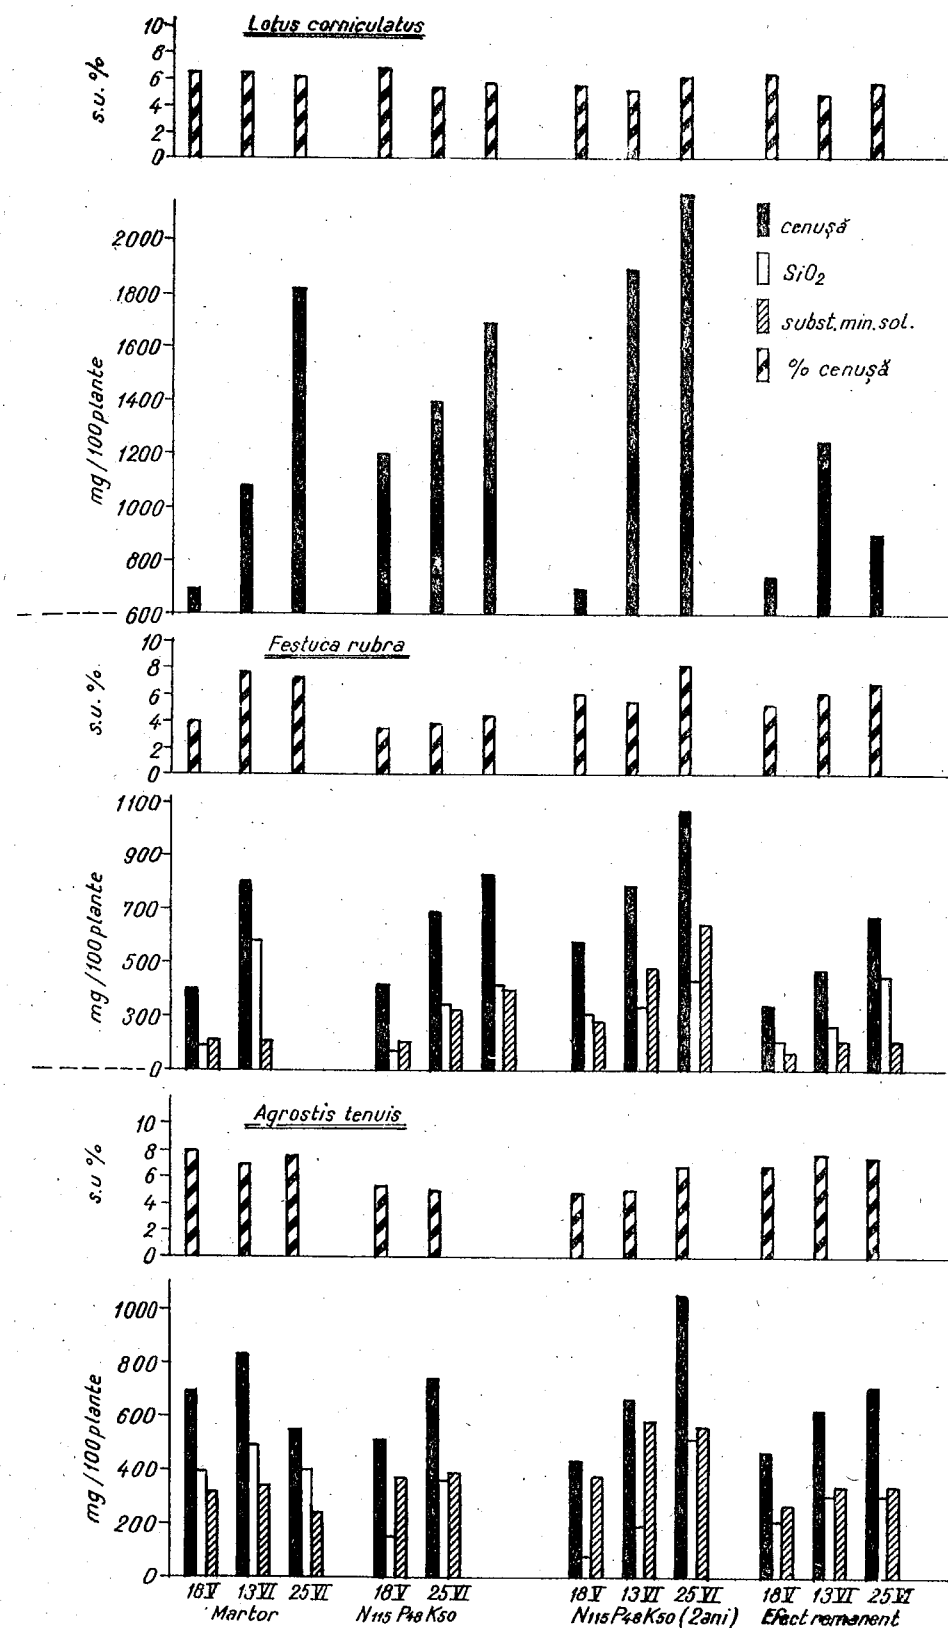 Lotus corniculatus
s.u. %
10
8
6
4
2
0
mg/100plante
2000
1800
1600
1400
1200
1000
800
600
cenușă
SiO2
subst.min.sol.
% cenușă
Festuca rubra
s.u. %
10
8
6
4
2
0
mg/100plante
1100
900
700
500
300
0
Agrostis tenuis
s.u %
10
8
6
4
2
0
mg/100plante
1000
800
600
400
200
0
18V 13VI 25VI 18V 25VI 18V 13VI 25VI 18V 13VI 25VI
Martor N115 P48 K50 N115P48K50 (2ani) Efect remanent